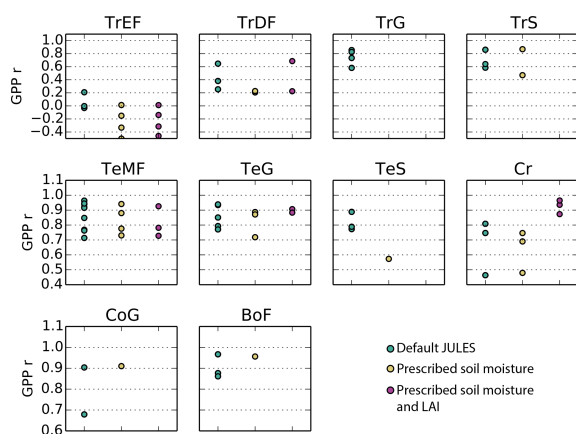 TrEF TrDF TrG TrS
GPP r
1.0
0.8
0.6
0.4
0.2
0.0
−
−0.4
TeMF TeG TeS Cr
GPP r
1.1
1.0
0.9
0.8
0.7
0.6
0.5
0.4
CoG BoF
GPP r
1.1
1.0
0.9
0.8
0.7
0.6
Default JULES
Prescribed soil moisture
Prescribed soil moisture
and LAI